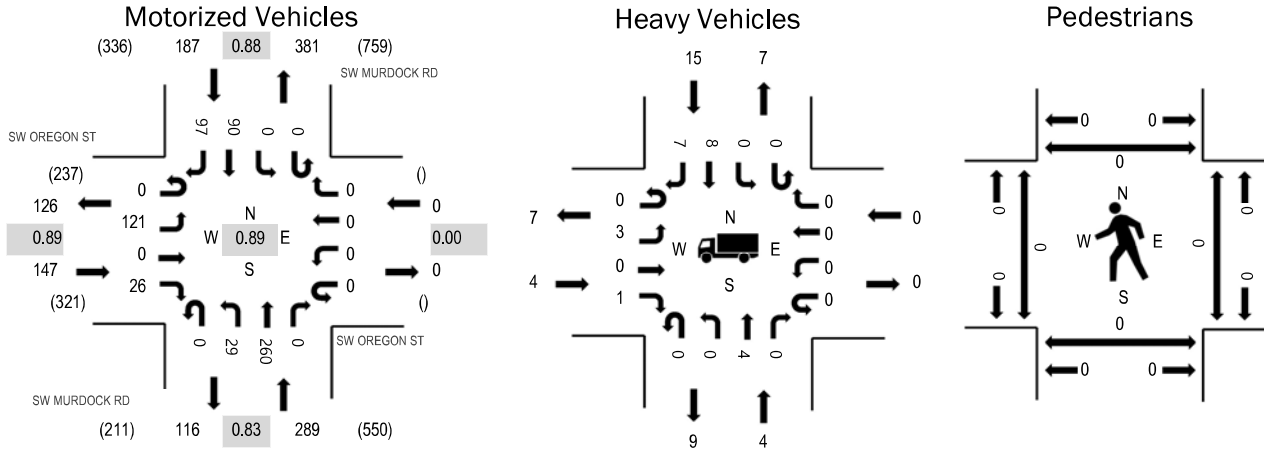 Motorized Vehicles
(336) 187 0.88 381 (759)
SW MURDOCK RD
SW OREGON ST
97 90 0 0
(237)
126
0.89
147
(321)
0
121
0
26
N
W 0.89 E
S
0
0
0
0
()
0
0.00
0
()
0 29 260 0
SW OREGON ST
SW MURDOCK RD
(211) 116 0.83 289 (550)
Heavy Vehicles
15 7
7 8 0 0
7
4
0
3
0
1
N
W E
S
0
0
0
0
0
0
0 0 4 0
9 4
Pedestrians
0 0
0
0
0
0
N
W E
S
0
0
0
0
0 0